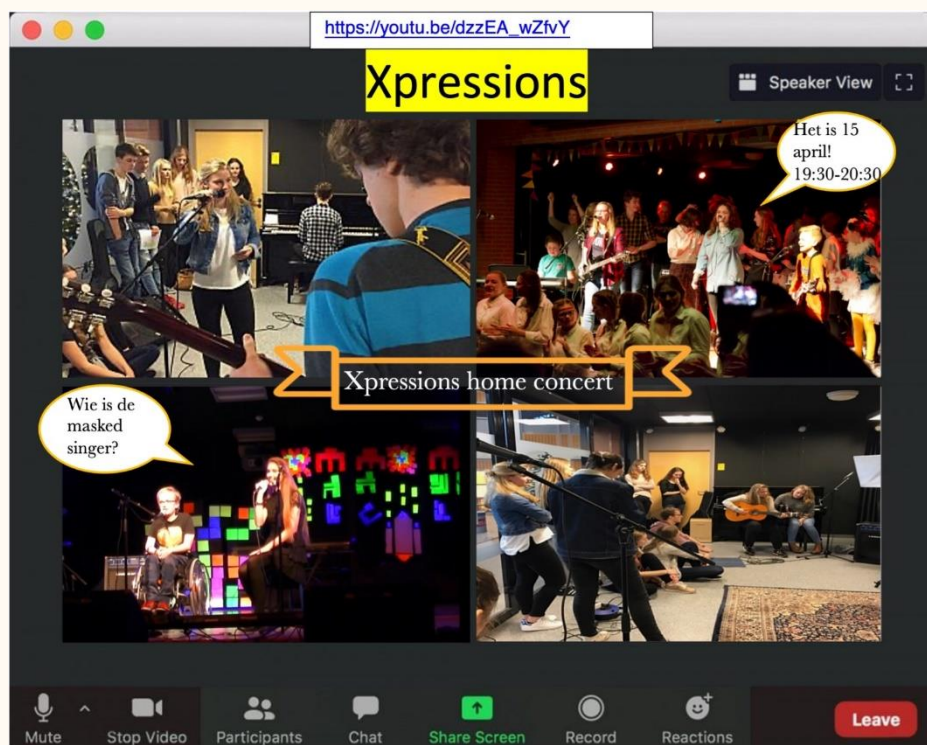 https://youtu.be/dzzEA_wZfvY
Xpressions
Speaker View
Het is 15
april!
19:30-20:30
Xpressions home concert
Wie is de
masked
singer?
Mute
Stop Video
Participants
Chat
Share Screen
Record
Reactions
Leave